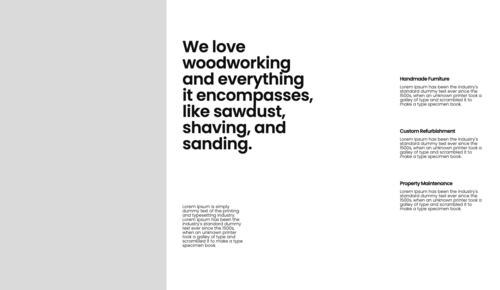 We love
woodworking
and everything
it encompasses,
like sawdust,
shaving, and
sanding.
Lorem Ipsum is simply
dummy text of the printing
and typesetting industry.
Lorem Ipsum has been the
industry's standard dummy
text ever since the 1500s,
when an unknown printer
took a galley of type and
scrambled it to make a type
specimen book.
Handmade Furniture
Lorem Ipsum has been the industry's
standard dummy text ever since the
1500s, when an unknown printer took a
galley of type and scrambled it to
make a type specimen book.
Custom Refurbishment
Lorem Ipsum has been the industry's
standard dummy text ever since the
1500s, when an unknown printer took a
galley of type and scrambled it to
make a type specimen book.
Property Maintenance
Lorem Ipsum has been the industry's
standard dummy text ever since the
1500s, when an unknown printer took a
galley of type and scrambled it to
make a type specimen book.